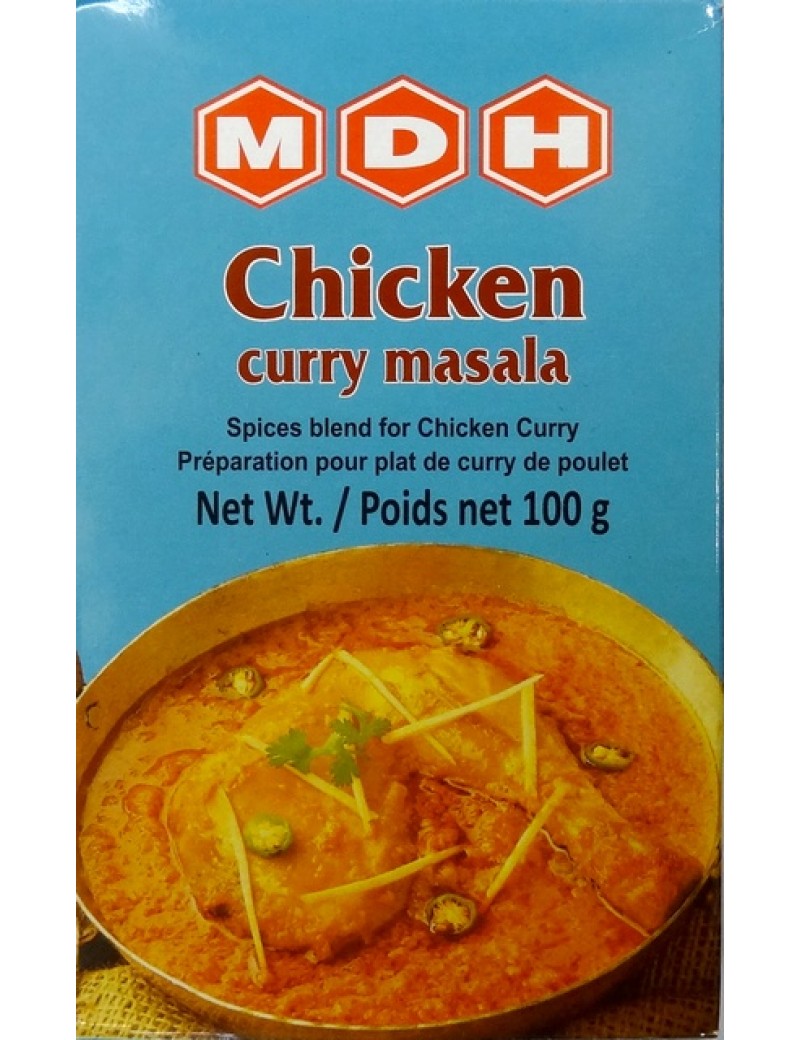 MDH
Chicken
curry masala
Spices blend for Chicken Curry
Préparation pour plat de curry de poulet
Net Wt. / Poids net 100 g